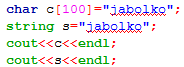 char c[100]="jabolko";
string s="jabolko";
cout<<c<<endl;
cout<<s<<endl;